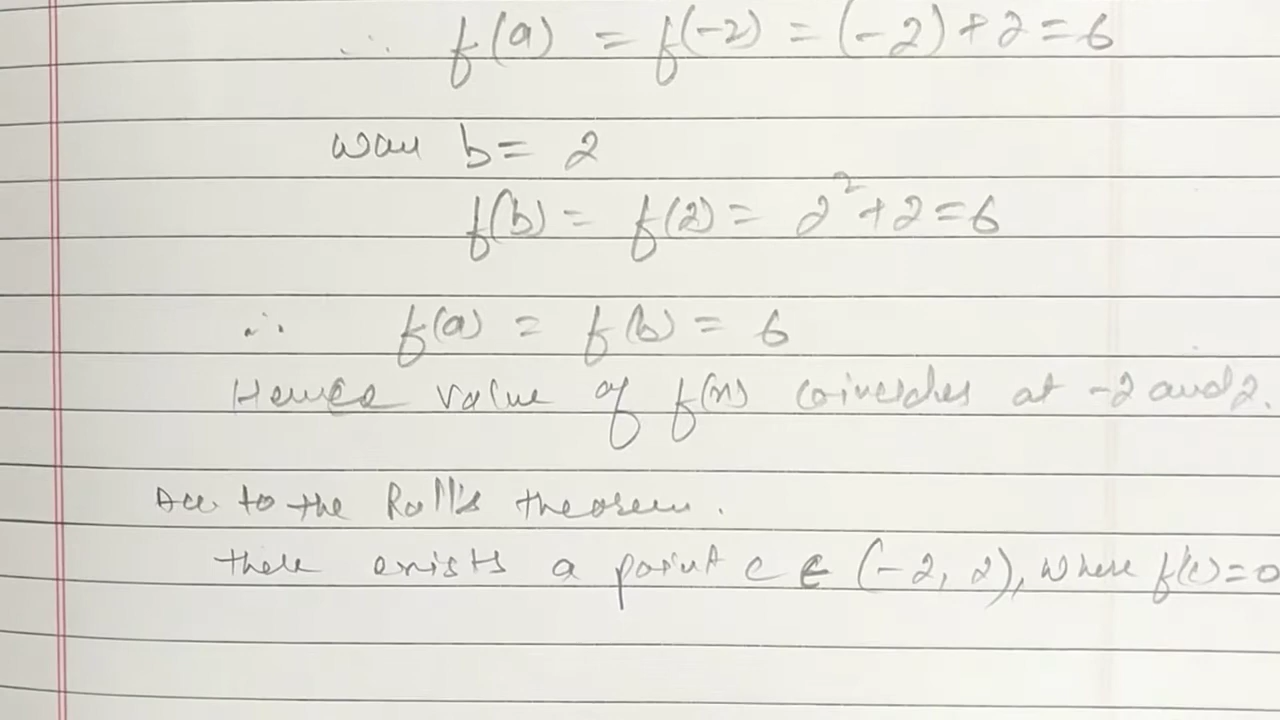 ∴ f(a) = f(-2) = (-2)+2=6
b= 2
f(b) = f(2) = 2²+2=6
∴ f(a) = f(b) = 6
Hence value of f(x) coincides at -2 and 2.
Acc to the Roll's theorem.
there exists a point c ∈ (-2, 2), where f'(c)=0